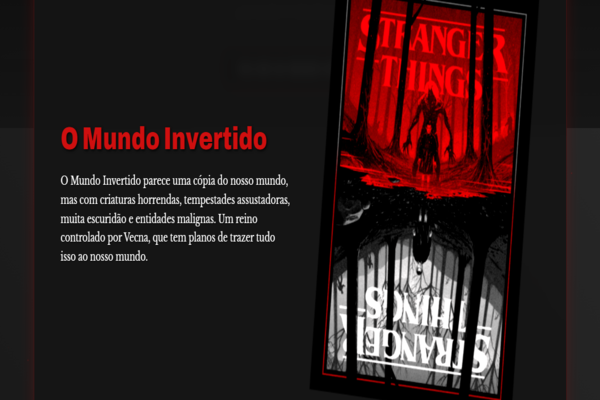 STRANGER
THINGS
O Mundo Invertido
O Mundo Invertido parece uma cópia do nosso mundo,
mas com criaturas horrendas, tempestades assustadoras,
muita escuridão e entidades malignas. Um reino
controlado por Vecna, que tem planos de trazer tudo
isso ao nosso mundo.
THINGS
STRANGER